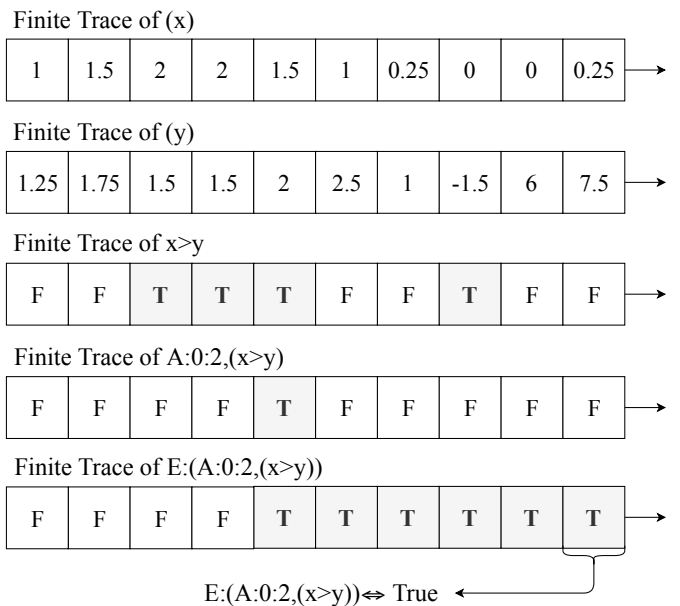 Finite Trace of (x)
1 1.5 2 2 1.5 1 0.25 0 0 0.25
Finite Trace of (y)
1.25 1.75 1.5 1.5 2 2.5 1 -1.5 6 7.5
Finite Trace of x>y
F F T T T F F T F F
Finite Trace of A:0:2,(x>y)
F F F F T F F F F F
Finite Trace of E:(A:0:2,(x>y))
F F F F T T T T T T
E:(A:0:2,(x>y))⇔ True